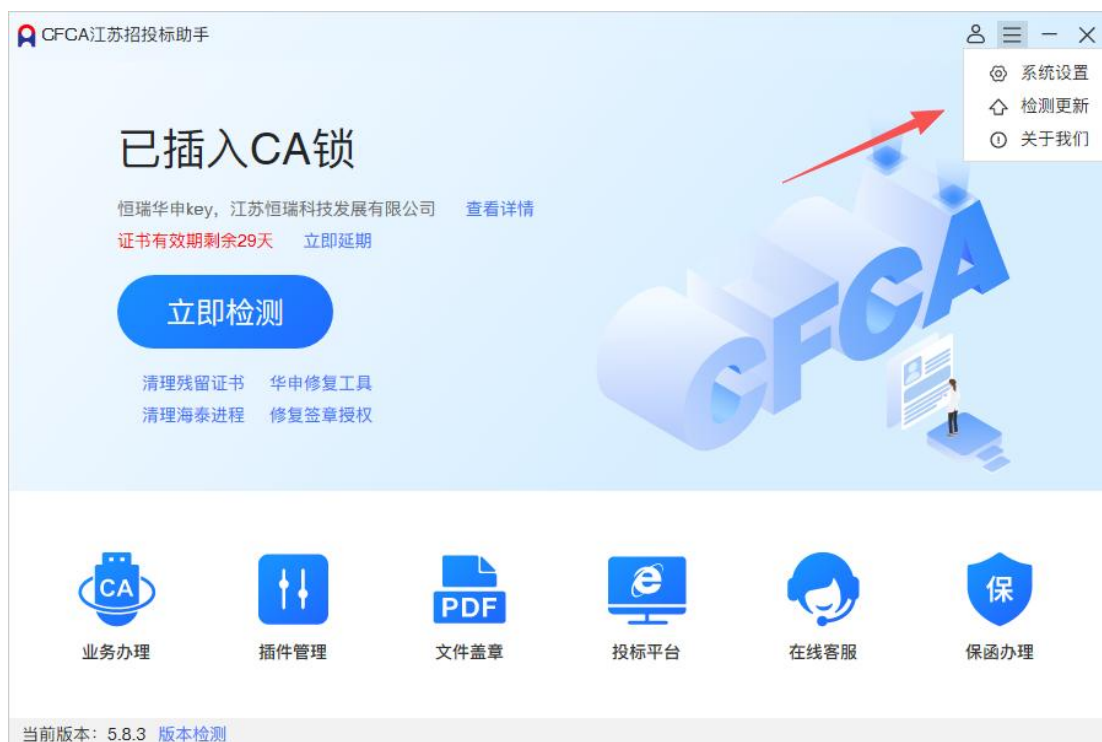 CFCA江苏招投标助手
系统设置
检测更新
关于我们
已插入CA锁
恒瑞华申key，江苏恒瑞科技发展有限公司 查看详情
证书有效期剩余29天 立即延期
立即检测
清理残留证书 华申修复工具
清理海泰进程 修复签章授权
CFCA
CA
PDF
e
保
业务办理 插件管理 文件盖章 投标平台 在线客服 保函办理
当前版本：5.8.3 版本检测